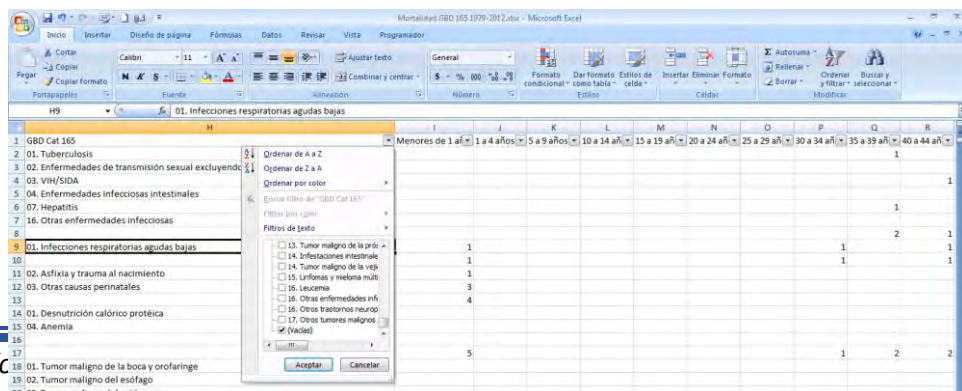 Mortalidad GBD 165 1979-2012.xlsx - Microsoft Excel
Inicio Insertar Diseño de página Fórmulas Datos Revisar Vista Programador
Cortar
Copiar
Copiar formato
Pegar
Portapapeles
Calibri 11
N K S
Fuente
Ajustar texto
Combinar y centrar
Alineación
General
$ % 000
Número
Formato condicional
Dar formato como tabla
Estilos de celda
Estilos
Insertar Eliminar Formato
Celdas
Autosuma
Rellenar
Borrar
Ordenar y filtrar
Buscar y seleccionar
Modificar
H9 fx 01. Infecciones respiratorias agudas bajas
H I J K L M N O P Q R
1 GBD Cat 165 Menores de 1 añ 1 a 4 años 5 a 9 años 10 a 14 añ 15 a 19 añ 20 a 24 añ 25 a 29 añ 30 a 34 añ 35 a 39 añ 40 a 44 añ
2 01. Tuberculosis 1
3 02. Enfermedades de transmisión sexual excluyendo
4 03. VIH/SIDA 1
5 04. Enfermedades infecciosas intestinales
6 07. Hepatitis 1
7 16. Otras enfermedades infecciosas
8 2 1
9 01. Infecciones respiratorias agudas bajas 1 1 1
10 1 1 1
11 02. Asfixia y trauma al nacimiento 1
12 03. Otras causas perinatales 3
13 4
14 01. Desnutrición calórico protéica
15 04. Anemia
16
17 5 1 2 2
18 01. Tumor maligno de la boca y orofaringe
19 02. Tumor maligno del esófago
Ordenar de A a Z
Ordenar de Z a A
Ordenar por color
Borrar filtro de "GBD Cat 165"
Filtrar por color
Filtros de texto
13. Tumor maligno de la prós
14. Infestaciones intestinale
14. Tumor maligno de la veji
15. Linfomas y mieloma múlti
16. Leucemia
16. Otras enfermedades infe
16. Otros trastornos neurop
17. Otros tumores malignos
(Vacías)
Aceptar Cancelar